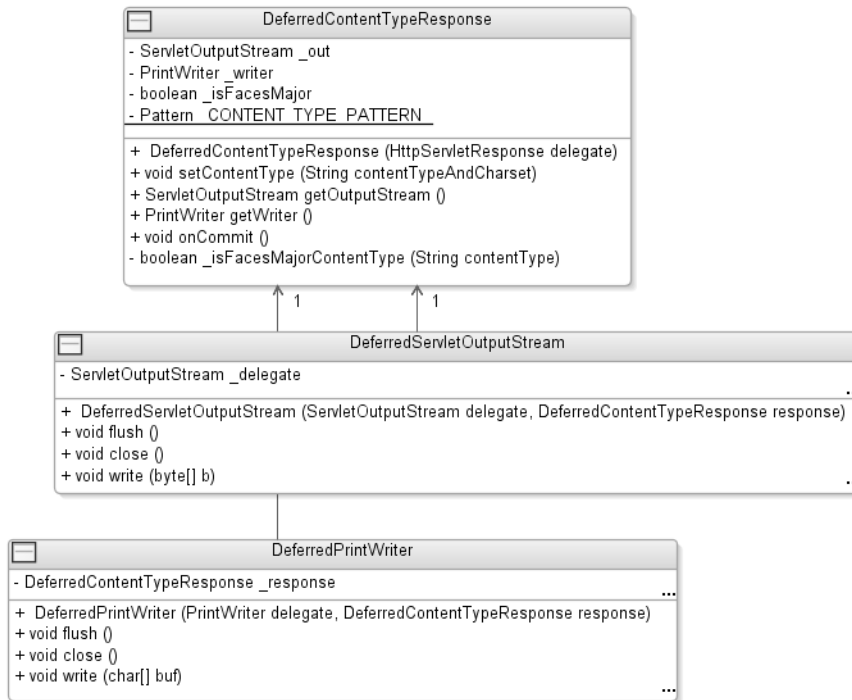 DeferredContentTypeResponse
- ServletOutputStream _out
- PrintWriter _writer
- boolean _isFacesMajor
- Pattern _CONTENT_TYPE_PATTERN
+ DeferredContentTypeResponse (HttpServletResponse delegate)
+ void setContentType (String contentTypeAndCharset)
+ ServletOutputStream getOutputStream ()
+ PrintWriter getWriter ()
+ void onCommit ()
- boolean _isFacesMajorContentType (String contentType)
1 1
DeferredServletOutputStream
- ServletOutputStream _delegate
+ DeferredServletOutputStream (ServletOutputStream delegate, DeferredContentTypeResponse response)
+ void flush ()
+ void close ()
+ void write (byte[] b)
DeferredPrintWriter
- DeferredContentTypeResponse _response
...
+ DeferredPrintWriter (PrintWriter delegate, DeferredContentTypeResponse response)
+ void flush ()
+ void close ()
+ void write (char[] buf)
...